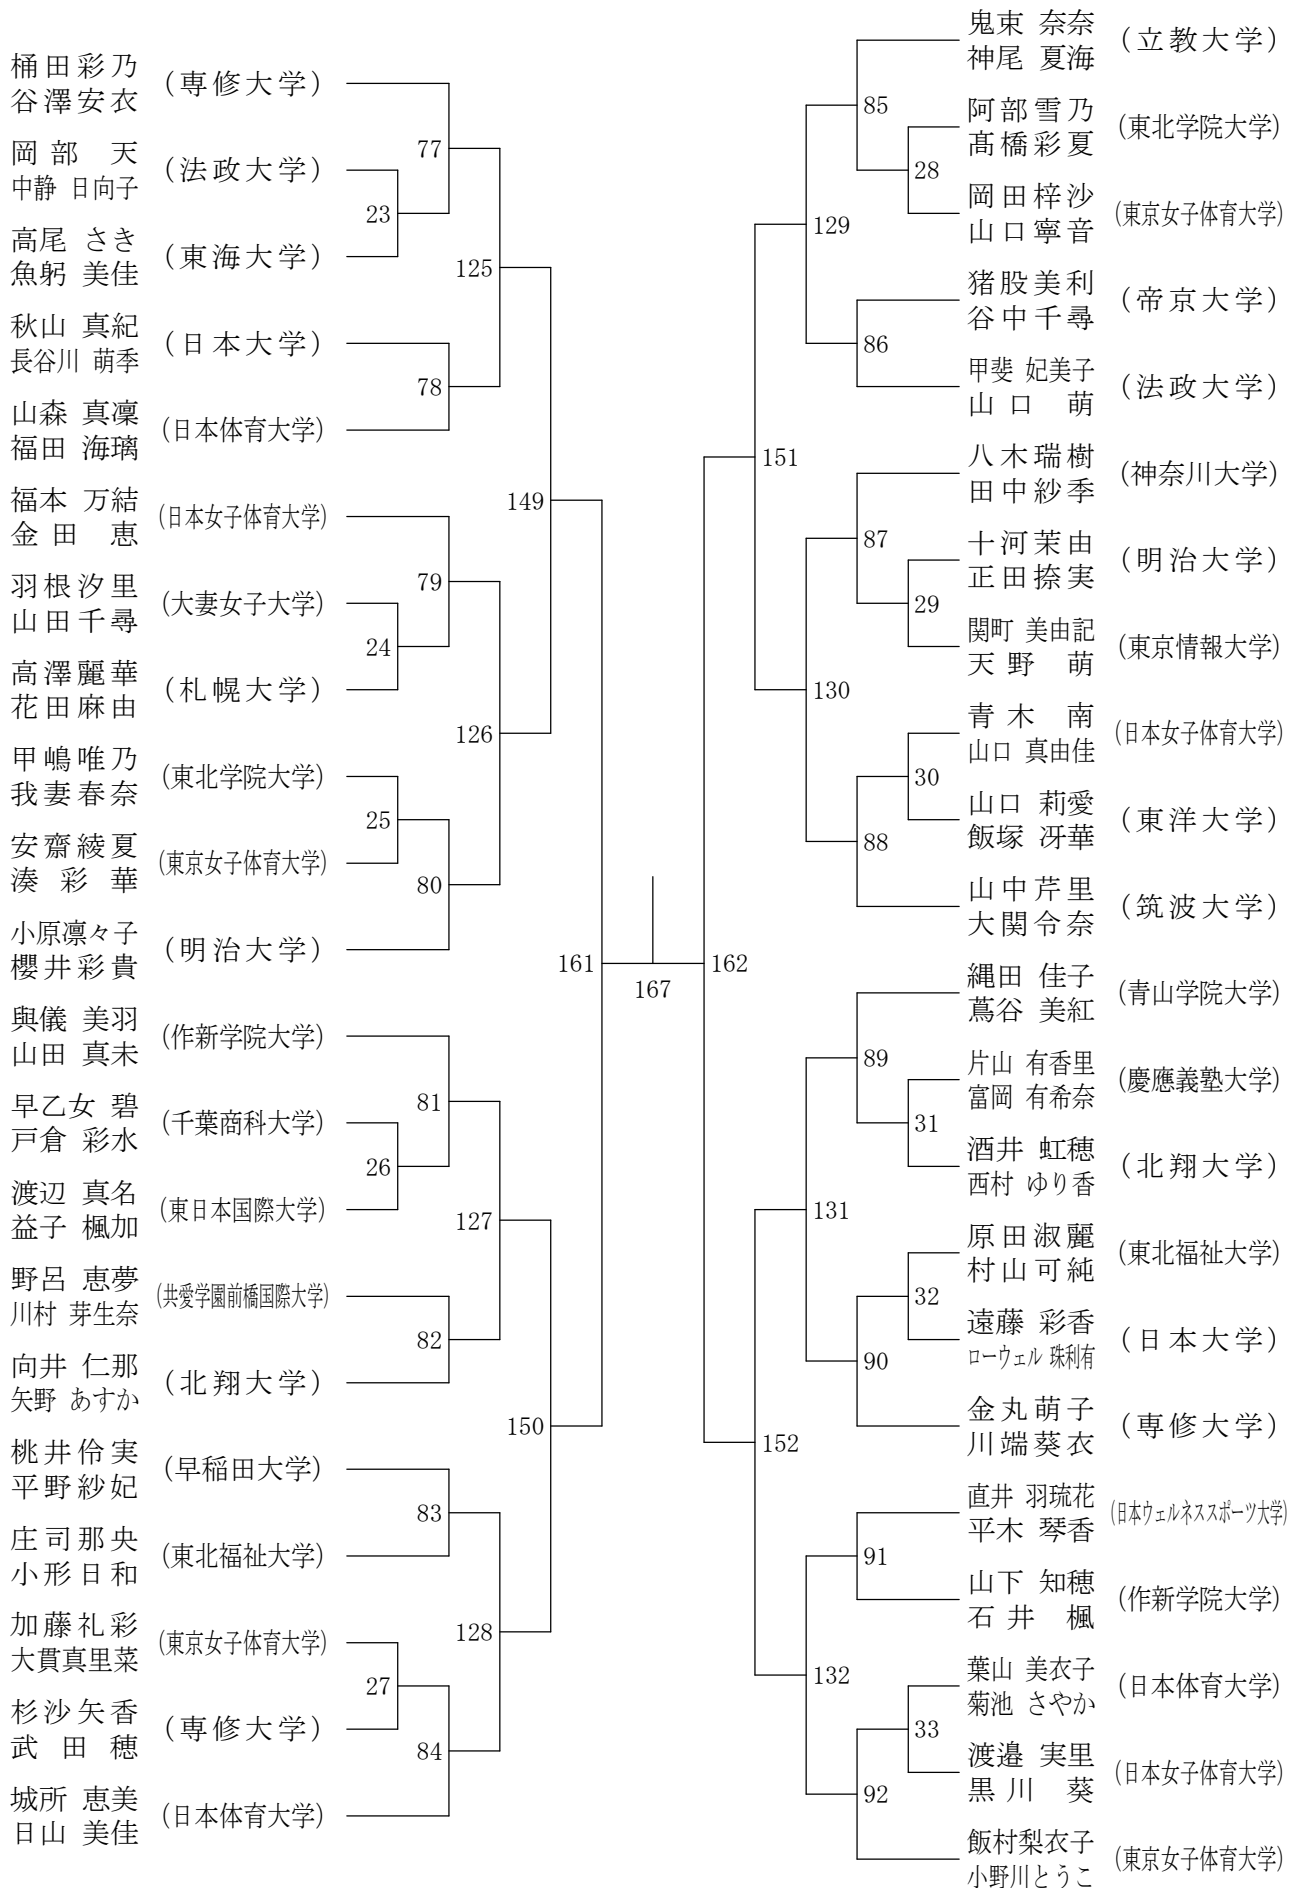 桶田彩乃
谷澤安衣
(専修大学)
岡部 天
中静 日向子
(法政大学)
高尾 さき
魚躬 美佳
(東海大学)
秋山 真紀
長谷川 萌季
(日本大学)
山森 真凜
福田 海璃
(日本体育大学)
福本 万結
金田 恵
(日本女子体育大学)
羽根汐里
山田千尋
(大妻女子大学)
高澤麗華
花田麻由
(札幌大学)
甲嶋唯乃
我妻春奈
(東北学院大学)
安齋綾夏
湊彩華
(東京女子体育大学)
小原凛々子
櫻井彩貴
(明治大学)
與儀 美羽
山田 真未
(作新学院大学)
早乙女 碧
戸倉 彩水
(千葉商科大学)
渡辺 真名
益子 楓加
(東日本国際大学)
野呂 恵夢
川村 芽生奈
(共愛学園前橋国際大学)
向井 仁那
矢野 あすか
(北翔大学)
桃井伶実
平野紗妃
(早稲田大学)
庄司那央
小形日和
(東北福祉大学)
加藤礼彩
大貫真里菜
(東京女子体育大学)
杉沙矢香
武田穂
(専修大学)
城所 恵美
日山 美佳
(日本体育大学)
23
24
25
26
27
77
78
79
80
81
82
83
84
125
126
127
128
149
150
161
167
162
151
152
129
130
131
132
85
86
87
88
89
90
91
92
28
29
30
31
32
33
鬼束 奈奈
神尾 夏海
(立教大学)
阿部雪乃
髙橋彩夏
(東北学院大学)
岡田梓沙
山口寧音
(東京女子体育大学)
猪股美利
谷中千尋
(帝京大学)
甲斐 妃美子
山口 萌
(法政大学)
八木瑞樹
田中紗季
(神奈川大学)
十河茉由
正田捺実
(明治大学)
関町 美由記
天野 萌
(東京情報大学)
青木 南
山口 真由佳
(日本女子体育大学)
山口 莉愛
飯塚 冴華
(東洋大学)
山中芹里
大関令奈
(筑波大学)
縄田 佳子
蔦谷 美紅
(青山学院大学)
片山 有香里
富岡 有希奈
(慶應義塾大学)
酒井 虹穂
西村 ゆり香
(北翔大学)
原田淑麗
村山可純
(東北福祉大学)
遠藤 彩香
ローウェル 珠利有
(日本大学)
金丸萌子
川端葵衣
(専修大学)
直井 羽琉花
平木 琴香
(日本ウェルネススポーツ大学)
山下 知穂
石井 楓
(作新学院大学)
葉山 美衣子
菊池 さやか
(日本体育大学)
渡邉 実里
黒川 葵
(日本女子体育大学)
飯村梨衣子
小野川とうこ
(東京女子体育大学)